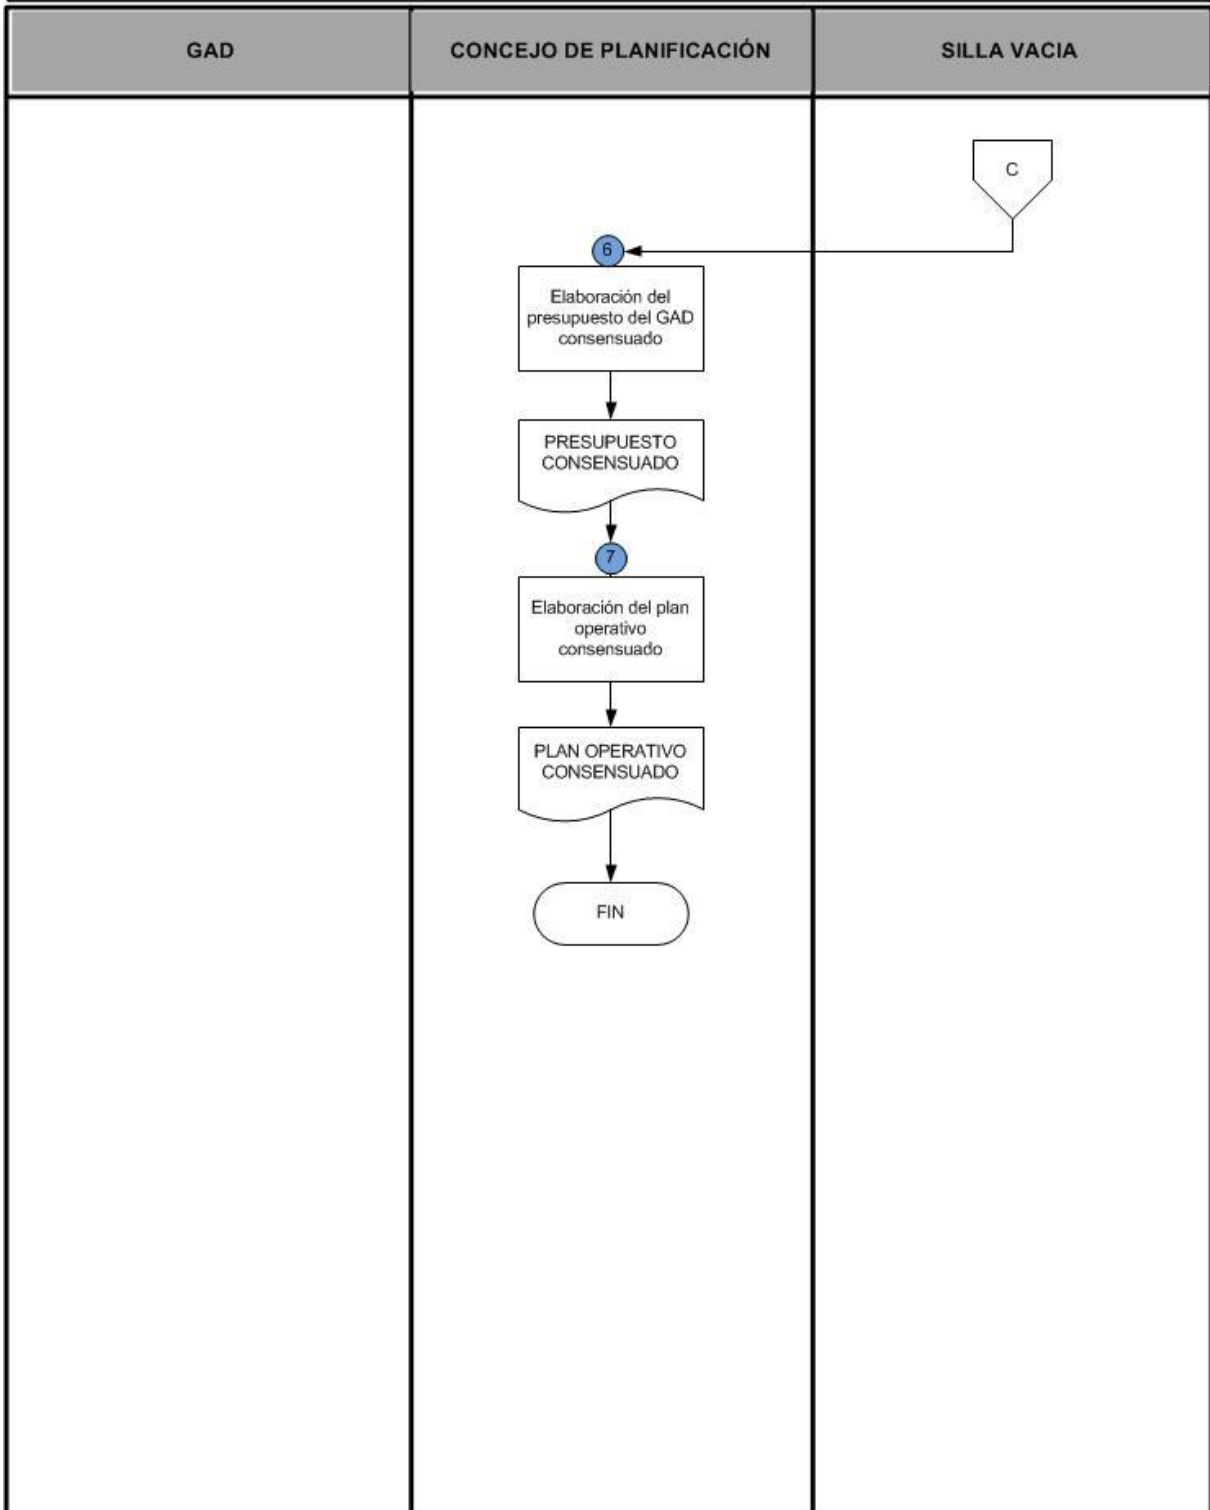 GAD
CONCEJO DE PLANIFICACIÓN
SILLA VACIA
C
6
Elaboración del
presupuesto del GAD
consensuado
PRESUPUESTO
CONSENSUADO
7
Elaboración del plan
operativo
consensuado
PLAN OPERATIVO
CONSENSUADO
FIN